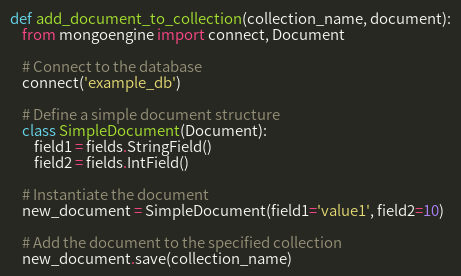 def add_document_to_collection(collection_name, document):
from mongoengine import connect, Document
# Connect to the database
connect('example_db')
# Define a simple document structure
class SimpleDocument(Document):
field1 = fields.StringField()
field2 = fields.IntField()
# Instantiate the document
new_document = SimpleDocument(field1='value1', field2=10)
# Add the document to the specified collection
new_document.save(collection_name)